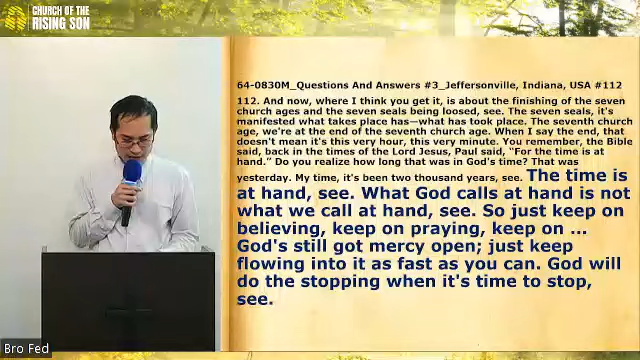 CHURCH OF THE
RISING SON
64-0830M_Questions And Answers #3_Jeffersonville, Indiana, USA #112
112. And now, where I think you get it, is about the finishing of the seven
church ages and the seven seals being loosed, see. The seven seals, it's
manifested what takes place has—what has took place. The seventh church
age, we're at the end of the seventh church age. When I say the end, that
doesn't mean it's this very hour, this very minute. You remember, the Bible
said, back in the times of the Lord Jesus, Paul said, "For the time is at
hand." Do you realize how long that was in God's time? That was
yesterday. My time, it's been two thousand years, see. The time is
at hand, see. What God calls at hand is not
what we call at hand, see. So just keep on
believing, keep on praying, keep on ...
God's still got mercy open; just keep
flowing into it as fast as you can. God will
do the stopping when it's time to stop,
see.
Bro Fed